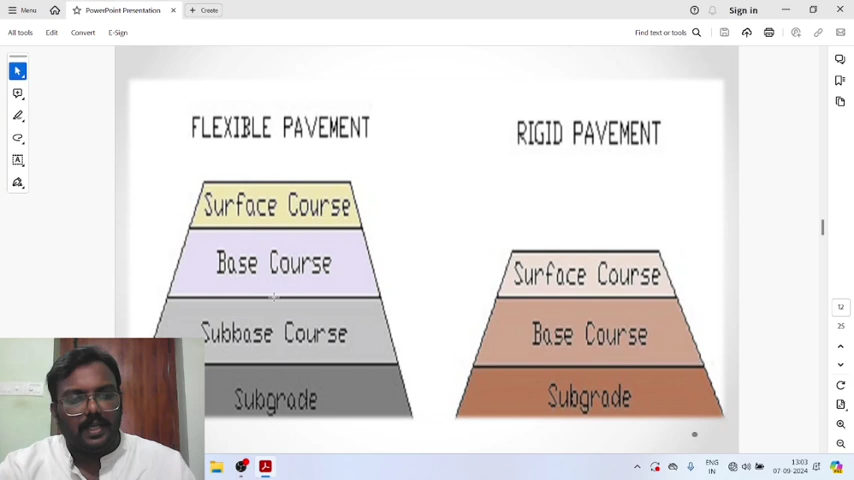 Menu
PowerPoint Presentation
Create
Sign in
All tools
Edit
Convert
E-Sign
Find text or tools
FLEXIBLE PAVEMENT
Surface Course
Base Course
Subbase Course
Subgrade
RIGID PAVEMENT
Surface Course
Base Course
Subgrade
12
25
ENG
IN
13:03
07-09-2024